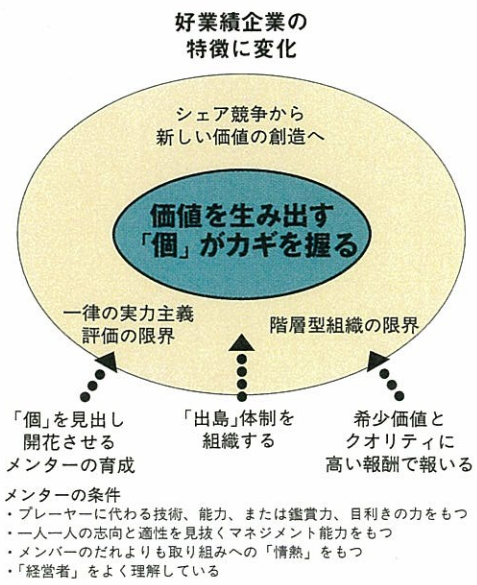 好業績企業の
特徴に変化
シェア競争から
新しい価値の創造へ
価値を生み出す
「個」がカギを握る
一律の実力主義
評価の限界
階層型組織の限界
「個」を見出し
開花させる
メンターの育成
「出島」体制を
組織する
希少価値と
クオリティに
高い報酬で報いる
メンターの条件
・プレーヤーに代わる技術、能力、または鑑賞力、目利きの力をもつ
・一人一人の志向と適性を見抜くマネジメント能力をもつ
・メンバーのだれよりも取り組みへの「情熱」をもつ
・「経営者」をよく理解している